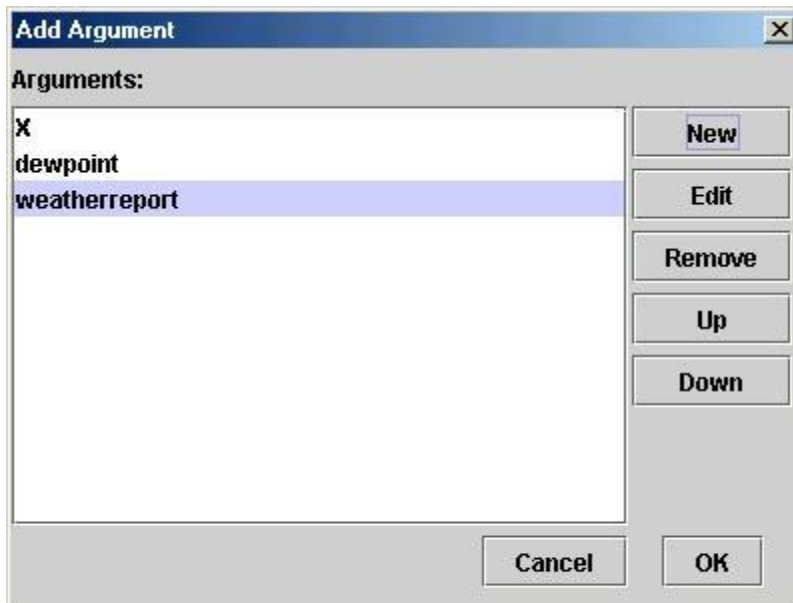 Add Argument
Arguments:
X
dewpoint
weatherreport
New
Edit
Remove
Up
Down
Cancel
OK